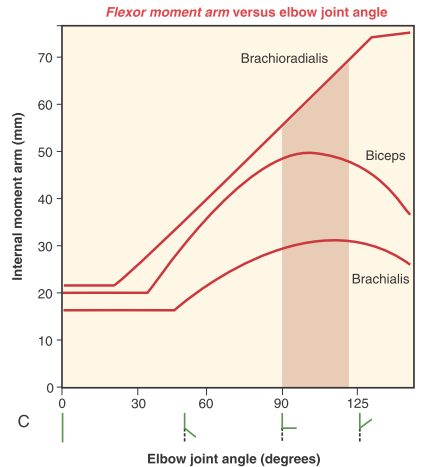 Flexor moment arm versus elbow joint angle
Internal moment arm (mm)
70
60
50
40
30
20
10
0
Brachioradialis
Biceps
Brachialis
0 30 60 90 125
C
Elbow joint angle (degrees)